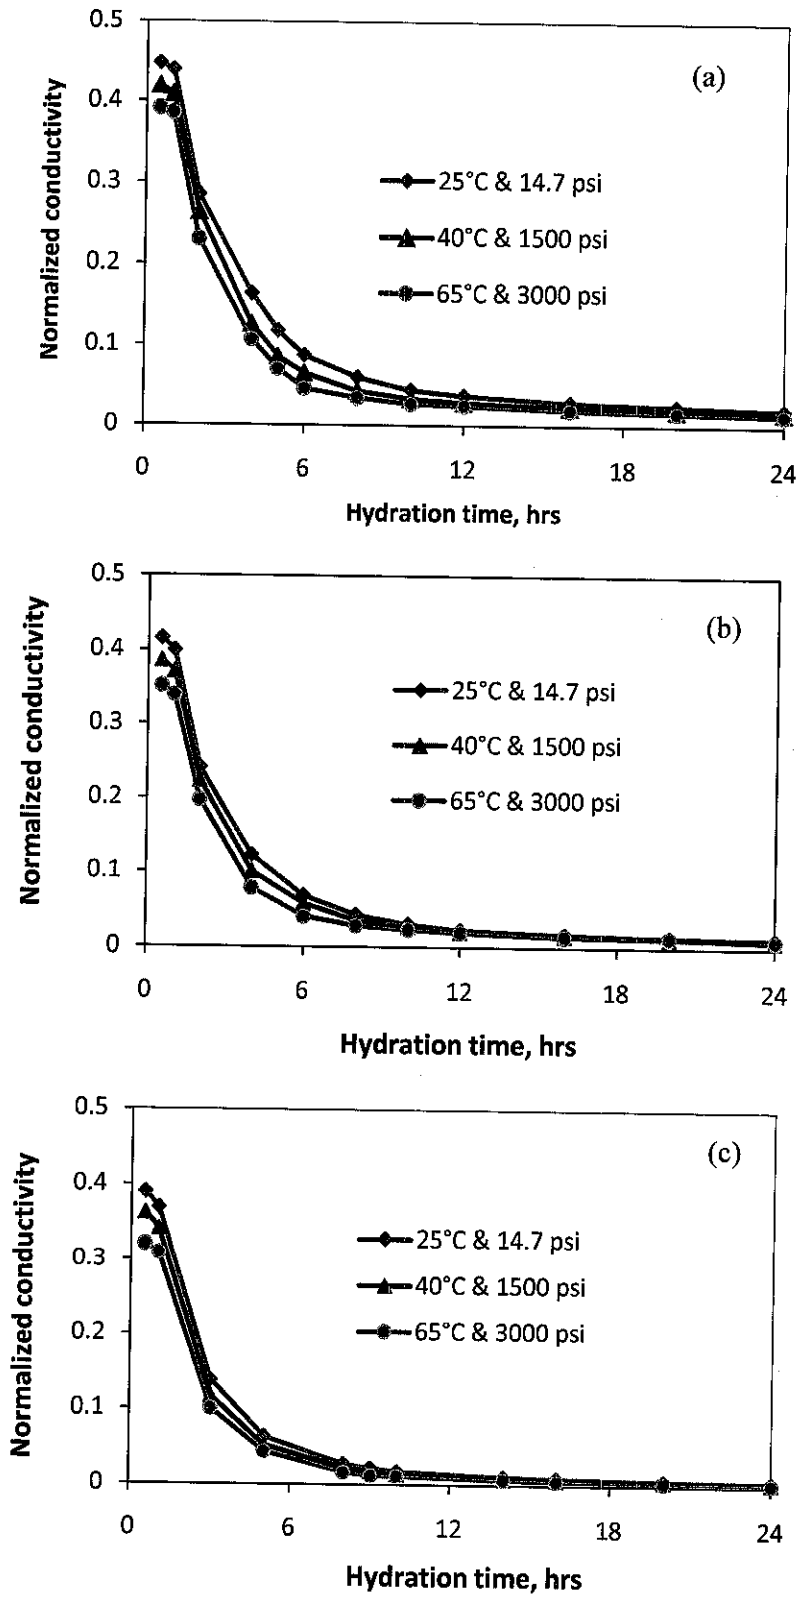 0.5
(a)
0.4
0.3
25°C & 14.7 psi
Normalized conductivity
40°C & 1500 psi
0.2
65°C & 3000 psi
0.1
0
0 6 12 18 24
Hydration time, hrs
0.5
(b)
0.4
25°C & 14.7 psi
0.3
Normalized conductivity
40°C & 1500 psi
0.2
65°C & 3000 psi
0.1
0
0 6 12 18 24
Hydration time, hrs
0.5
(c)
0.4
25°C & 14.7 psi
0.3
40°C & 1500 psi
Normalized conductivity
0.2
65°C & 3000 psi
0.1
0
0 6 12 18 24
Hydration time, hrs